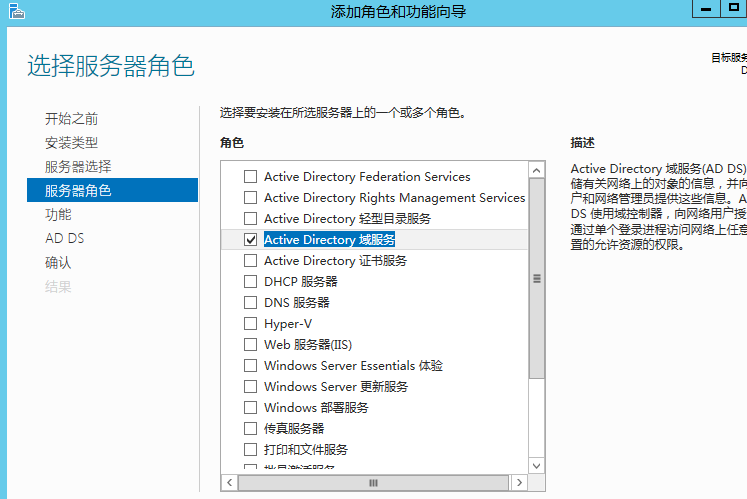 添加角色和功能向导
选择服务器角色
目标服务
D
开始之前
安装类型
服务器选择
服务器角色
功能
AD DS
确认
结果
选择要安装在所选服务器上的一个或多个角色。
角色
Active Directory Federation Services
Active Directory Rights Management Services
Active Directory 轻型目录服务
Active Directory 域服务
Active Directory 证书服务
DHCP 服务器
DNS 服务器
Hyper-V
Web 服务器(IIS)
Windows Server Essentials 体验
Windows Server 更新服务
Windows 部署服务
传真服务器
打印和文件服务
批量激活服务
描述
Active Directory 域服务(AD DS)
储有关网络上的对象的信息，并向
户和网络管理员提供这些信息。A
DS 使用域控制器，向网络用户授
通过单个登录进程访问网络上任意
置的允许资源的权限。